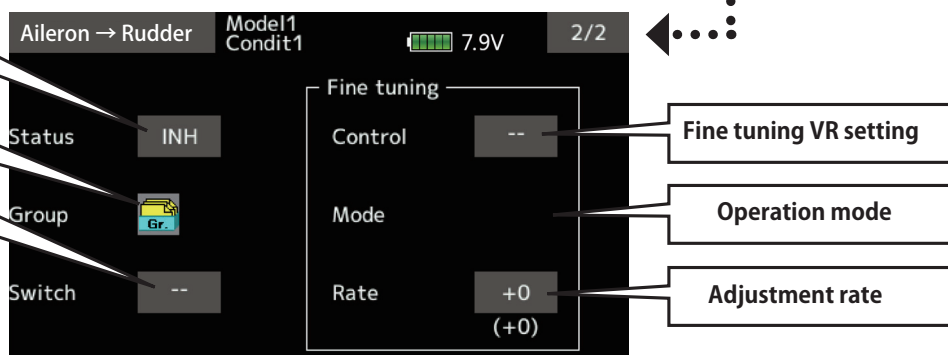 Aileron → Rudder Model1 Condit1 7.9V 2/2
Fine tuning
Status INH Control -- Fine tuning VR setting
Group Gr. Mode Operation mode
Switch -- Rate +0 Adjustment rate
(+0)